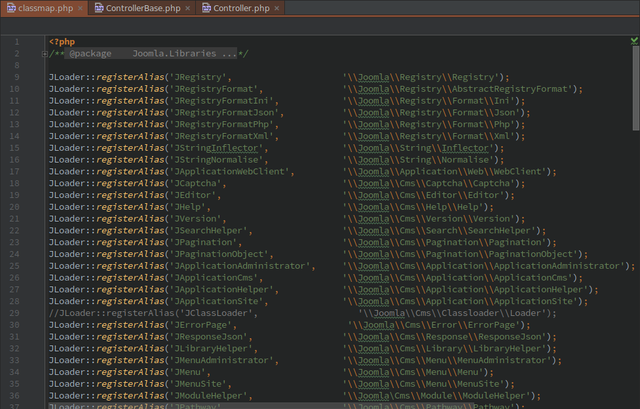 classmap.php × ControllerBase.php × Controller.php ×
1 <?php
2 /** @package Joomla.Libraries ...*/
8
9 JLoader::registerAlias('JRegistry', '\\Joomla\\Registry\\Registry');
10 JLoader::registerAlias('JRegistryFormat', '\\Joomla\\Registry\\AbstractRegistryFormat');
11 JLoader::registerAlias('JRegistryFormatIni', '\\Joomla\\Registry\\Format\\Ini');
12 JLoader::registerAlias('JRegistryFormatJson', '\\Joomla\\Registry\\Format\\Json');
13 JLoader::registerAlias('JRegistryFormatPhp', '\\Joomla\\Registry\\Format\\Php');
14 JLoader::registerAlias('JRegistryFormatXml', '\\Joomla\\Registry\\Format\\Xml');
15 JLoader::registerAlias('JStringInflector', '\\Joomla\\String\\Inflector');
16 JLoader::registerAlias('JStringNormalise', '\\Joomla\\String\\Normalise');
17 JLoader::registerAlias('JApplicationWebClient', '\\Joomla\\Application\\Web\\WebClient');
18 JLoader::registerAlias('JCaptcha', '\\Joomla\\Cms\\Captcha\\Captcha');
19 JLoader::registerAlias('JEditor', '\\Joomla\\Cms\\Editor\\Editor');
20 JLoader::registerAlias('JHelp', '\\Joomla\\Cms\\Help\\Help');
21 JLoader::registerAlias('JVersion', '\\Joomla\\Cms\\Version\\Version');
22 JLoader::registerAlias('JSearchHelper', '\\Joomla\\Cms\\Search\\SearchHelper');
23 JLoader::registerAlias('JPagination', '\\Joomla\\Cms\\Pagination\\Pagination');
24 JLoader::registerAlias('JPaginationObject', '\\Joomla\\Cms\\Pagination\\PaginationObject');
25 JLoader::registerAlias('JApplicationAdministrator', '\\Joomla\\Cms\\Application\\ApplicationAdministrator');
26 JLoader::registerAlias('JApplicationCms', '\\Joomla\\Cms\\Application\\ApplicationCms');
27 JLoader::registerAlias('JApplicationHelper', '\\Joomla\\Cms\\Application\\ApplicationHelper');
28 JLoader::registerAlias('JApplicationSite', '\\Joomla\\Cms\\Application\\ApplicationSite');
29 //JLoader::registerAlias('JClassLoader', '\\Joomla\\Cms\\Classloader\\Loader');
30 JLoader::registerAlias('JErrorPage', '\\Joomla\\Cms\\Error\\ErrorPage');
31 JLoader::registerAlias('JResponseJson', '\\Joomla\\Cms\\Response\\ResponseJson');
32 JLoader::registerAlias('JLibraryHelper', '\\Joomla\\Cms\\Library\\LibraryHelper');
33 JLoader::registerAlias('JMenuAdministrator', '\\Joomla\\Cms\\Menu\\MenuAdministrator');
34 JLoader::registerAlias('JMenu', '\\Joomla\\Cms\\Menu\\Menu');
35 JLoader::registerAlias('JMenuSite', '\\Joomla\\Cms\\Menu\\MenuSite');
36 JLoader::registerAlias('JModuleHelper', '\\Joomla\Cms\\Module\\ModuleHelper');
37 JLoader::registerAlias('JPathway', '\\Joomla\\Cms\\Pathway\\Pathway');